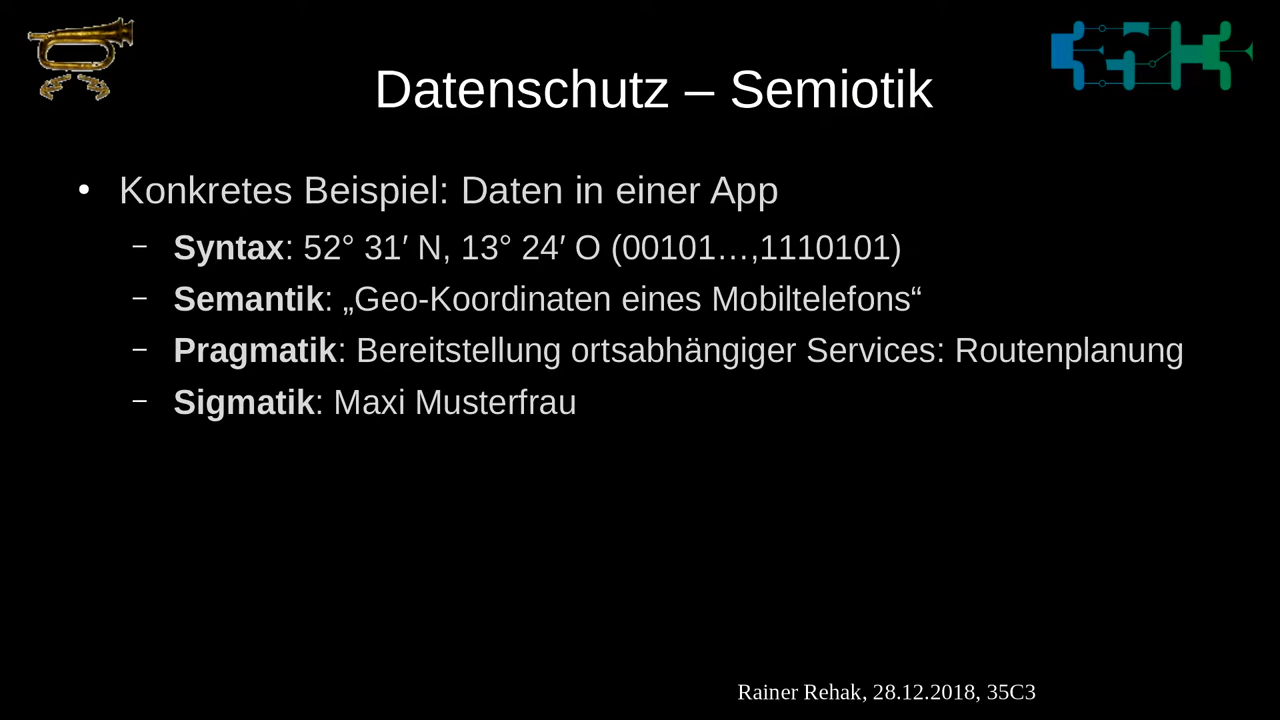 Datenschutz – Semiotik
• Konkretes Beispiel: Daten in einer App
– Syntax: 52° 31′ N, 13° 24′ O (00101…,1110101)
– Semantik: „Geo-Koordinaten eines Mobiltelefons“
– Pragmatik: Bereitstellung ortsabhängiger Services: Routenplanung
– Sigmatik: Maxi Musterfrau
Rainer Rehak, 28.12.2018, 35C3